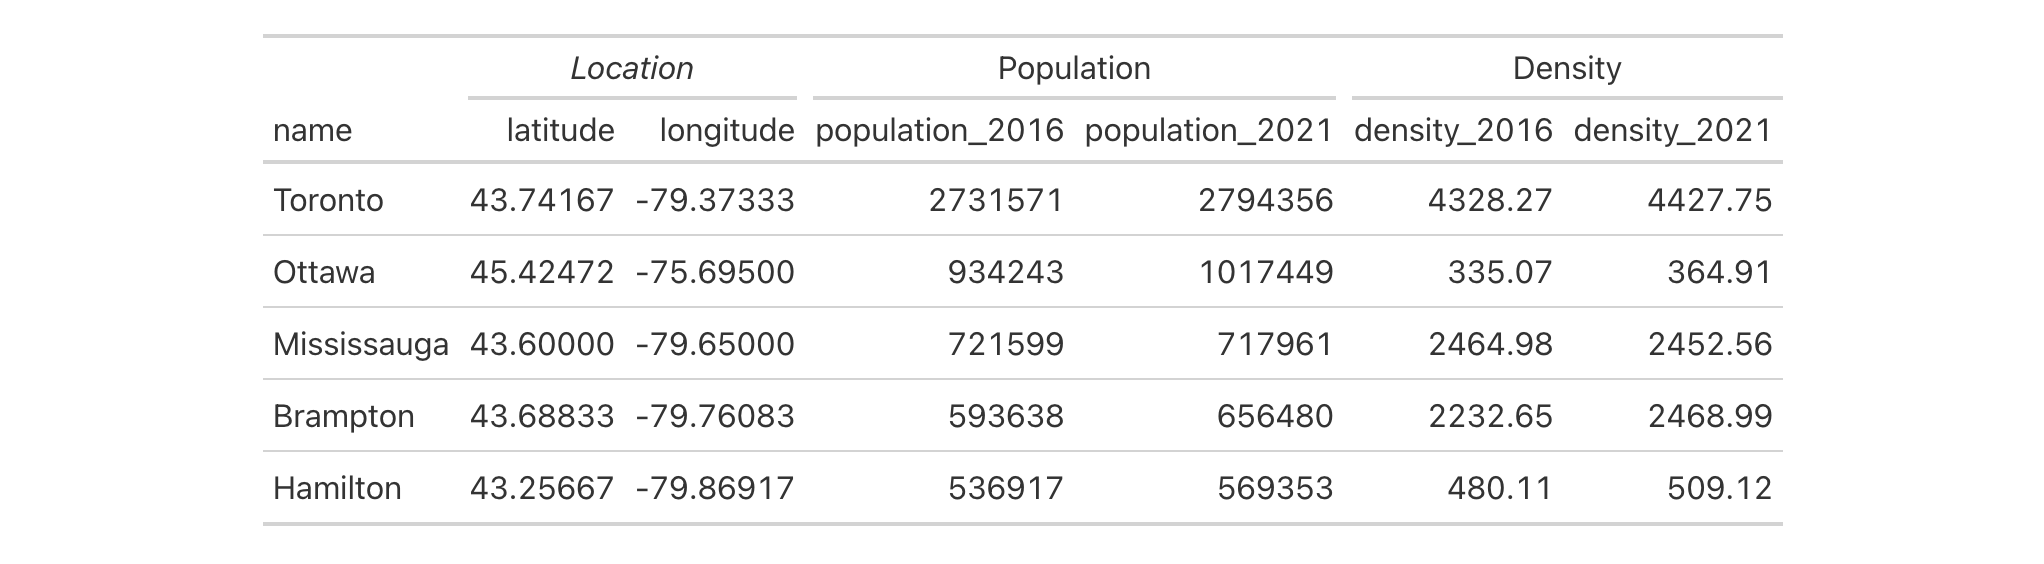 Location Population Density
name latitude longitude population_2016 population_2021 density_2016 density_2021
Toronto 43.74167 -79.37333 2731571 2794356 4328.27 4427.75
Ottawa 45.42472 -75.69500 934243 1017449 335.07 364.91
Mississauga 43.60000 -79.65000 721599 717961 2464.98 2452.56
Brampton 43.68833 -79.76083 593638 656480 2232.65 2468.99
Hamilton 43.25667 -79.86917 536917 569353 480.11 509.12